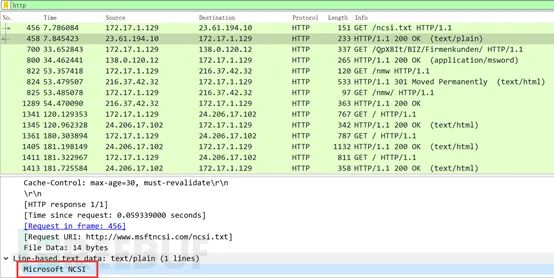 http
No. Time Source Destination Protocol Length Info
456 7.786084 172.17.1.129 23.61.194.10 HTTP 151 GET /ncsi.txt HTTP/1.1
458 7.845423 23.61.194.10 172.17.1.129 HTTP 233 HTTP/1.1 200 OK (text/plain)
700 33.652843 172.17.1.129 138.0.120.12 HTTP 337 GET /QpX8It/BIZ/Firmenkunden/ HTTP/1.1
800 34.462441 138.0.120.12 172.17.1.129 HTTP 265 HTTP/1.1 200 OK (application/msword)
822 53.357418 172.17.1.129 216.37.42.32 HTTP 120 GET /nmw HTTP/1.1
824 53.479507 216.37.42.32 172.17.1.129 HTTP 533 HTTP/1.1 301 Moved Permanently (text/html)
825 53.485078 172.17.1.129 216.37.42.32 HTTP 97 GET /nmw/ HTTP/1.1
1289 54.470090 216.37.42.32 172.17.1.129 HTTP 363 HTTP/1.1 200 OK
1341 120.129353 172.17.1.129 24.206.17.102 HTTP 767 GET / HTTP/1.1
1345 120.962328 24.206.17.102 172.17.1.129 HTTP 342 HTTP/1.1 200 OK (text/html)
1361 180.303894 172.17.1.129 24.206.17.102 HTTP 787 GET / HTTP/1.1
1405 181.198149 24.206.17.102 172.17.1.129 HTTP 1132 HTTP/1.1 200 OK (text/html)
1411 181.322967 172.17.1.129 24.206.17.102 HTTP 811 GET / HTTP/1.1
1413 181.725584 24.206.17.102 172.17.1.129 HTTP 358 HTTP/1.1 200 OK (text/html)
Cache-Control: max-age=30, must-revalidate\r\n
\r\n
[HTTP response 1/1]
[Time since request: 0.059339000 seconds]
[Request in frame: 456]
[Request URI: http://www.msftncsi.com/ncsi.txt]
File Data: 14 bytes
Line-based text data: text/plain (1 lines)
Microsoft NCSI